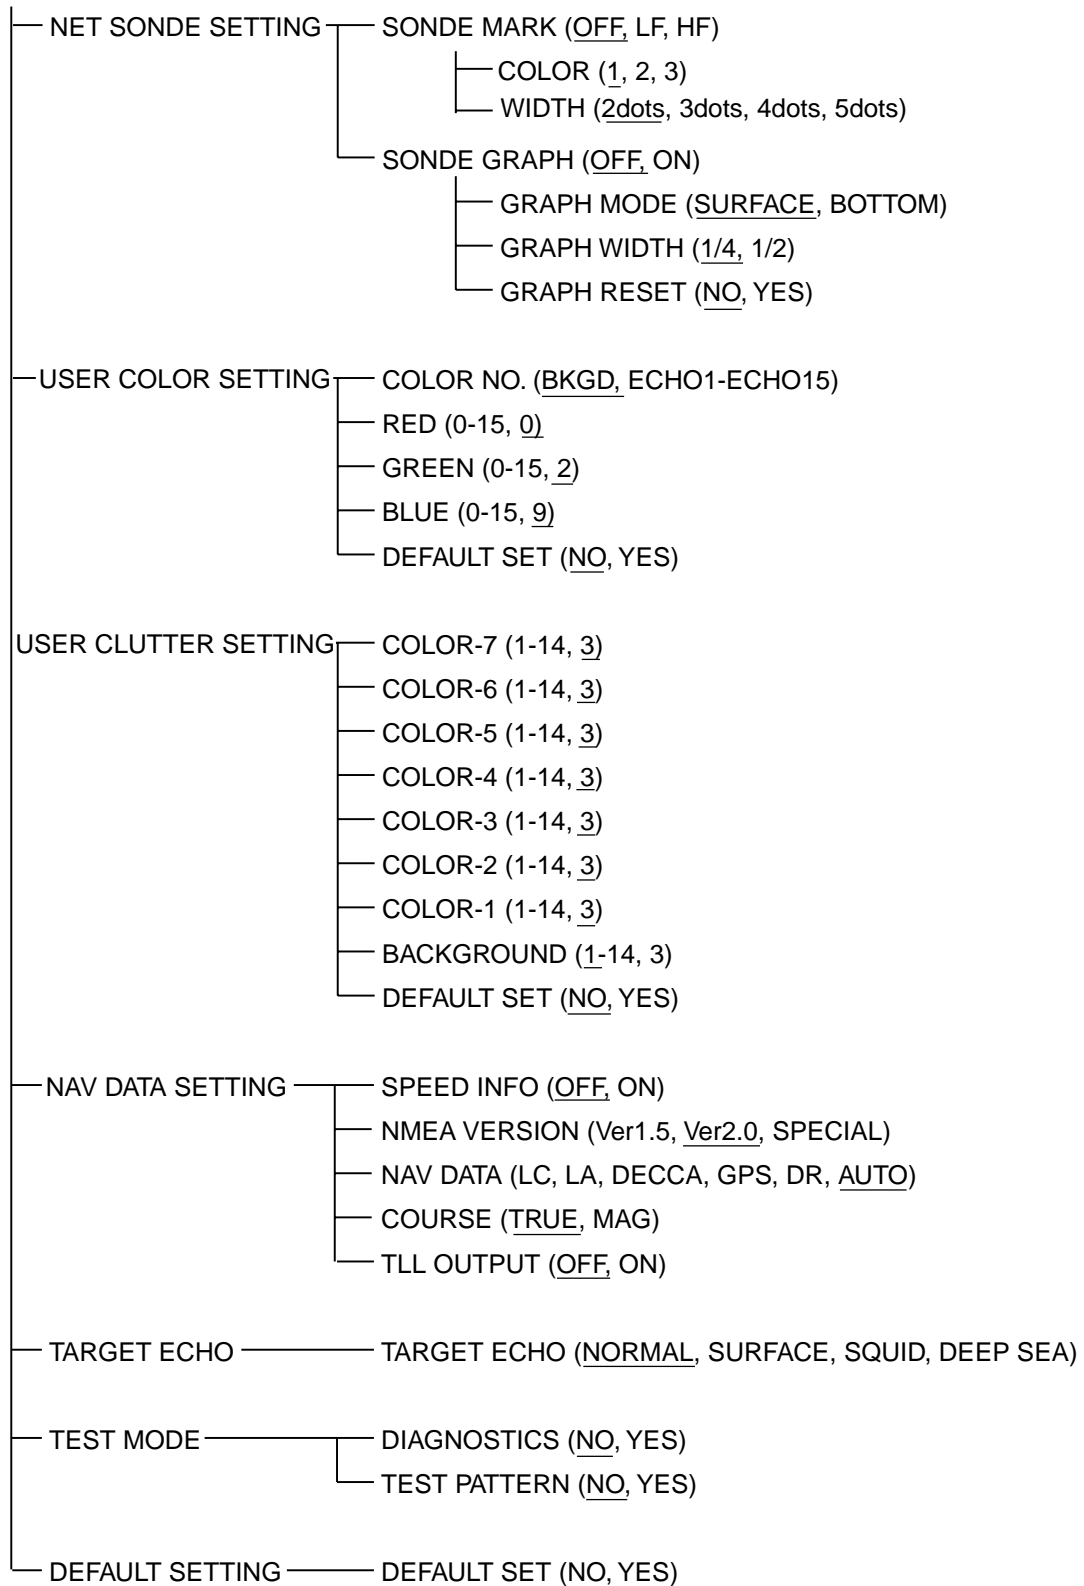 NET SONDE SETTING SONDE MARK (OFF, LF, HF)
COLOR (1, 2, 3)
WIDTH (2dots, 3dots, 4dots, 5dots)
SONDE GRAPH (OFF, ON)
GRAPH MODE (SURFACE, BOTTOM)
GRAPH WIDTH (1/4, 1/2)
GRAPH RESET (NO, YES)
USER COLOR SETTING COLOR NO. (BKGD, ECHO1-ECHO15)
RED (0-15, 0)
GREEN (0-15, 2)
BLUE (0-15, 9)
DEFAULT SET (NO, YES)
USER CLUTTER SETTING COLOR-7 (1-14, 3)
COLOR-6 (1-14, 3)
COLOR-5 (1-14, 3)
COLOR-4 (1-14, 3)
COLOR-3 (1-14, 3)
COLOR-2 (1-14, 3)
COLOR-1 (1-14, 3)
BACKGROUND (1-14, 3)
DEFAULT SET (NO, YES)
NAV DATA SETTING SPEED INFO (OFF, ON)
NMEA VERSION (Ver1.5, Ver2.0, SPECIAL)
NAV DATA (LC, LA, DECCA, GPS, DR, AUTO)
COURSE (TRUE, MAG)
TLL OUTPUT (OFF, ON)
TARGET ECHO TARGET ECHO (NORMAL, SURFACE, SQUID, DEEP SEA)
TEST MODE DIAGNOSTICS (NO, YES)
TEST PATTERN (NO, YES)
DEFAULT SETTING DEFAULT SET (NO, YES)